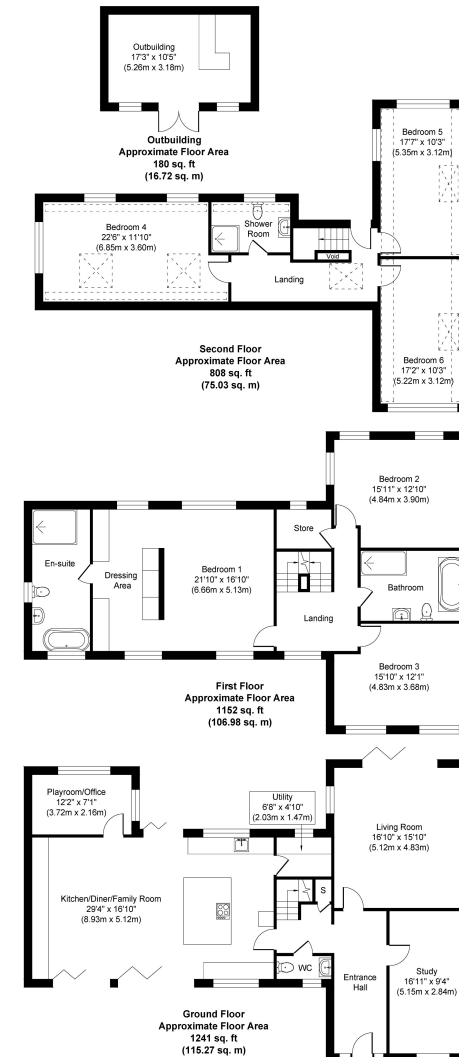 Outbuilding
17'3" x 10'5"
(5.26m x 3.18m)
Outbuilding
Approximate Floor Area
180 sq. ft
(16.72 sq. m)
Bedroom 5
17'7" x 10'3"
(5.35m x 3.12m)
Bedroom 4
22'6" x 11'10"
(6.85m x 3.60m)
Shower
Room
Void
Landing
Bedroom 6
17'2" x 10'3"
(5.22m x 3.12m)
Second Floor
Approximate Floor Area
808 sq. ft
(75.03 sq. m)
Bedroom 2
15'11" x 12'10"
(4.84m x 3.90m)
Store
En-suite
Dressing
Area
Bedroom 1
21'10" x 16'10"
(6.66m x 5.13m)
Bathroom
Landing
Bedroom 3
15'10" x 12'1"
(4.83m x 3.68m)
First Floor
Approximate Floor Area
1152 sq. ft
(106.98 sq. m)
Playroom/Office
12'2" x 7'1"
(3.72m x 2.16m)
Utility
6'8" x 4'10"
(2.03m x 1.47m)
Living Room
16'10" x 15'10"
(5.12m x 4.83m)
Kitchen/Diner/Family Room
29'4" x 16'10"
(8.93m x 5.12m)
S
WC
Entrance
Hall
Study
16'11" x 9'4"
(5.15m x 2.84m)
Ground Floor
Approximate Floor Area
1241 sq. ft
(115.27 sq. m)